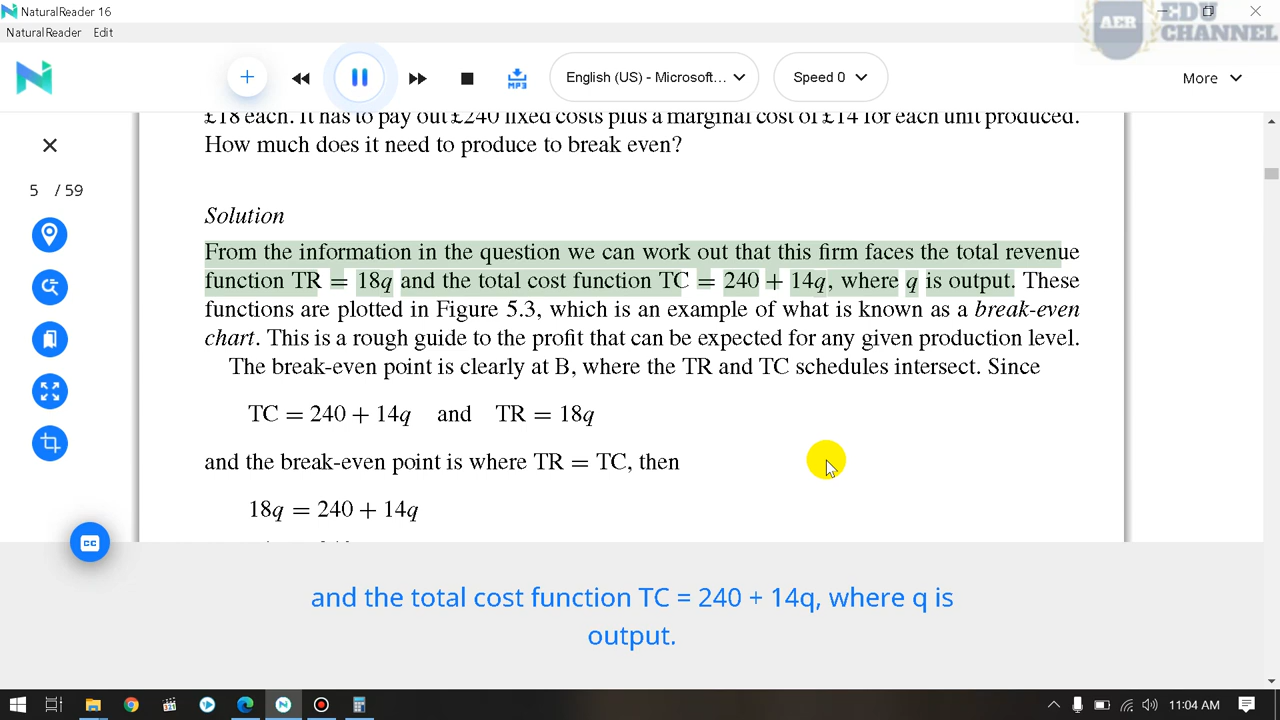 NaturalReader 16
NaturalReader Edit
AER EDU
CHANNEL
MP3
English (US) - Microsoft...
Speed 0
More
5 / 59
£18 each. It has to pay out £240 fixed costs plus a marginal cost of £14 for each unit produced.
How much does it need to produce to break even?
Solution
From the information in the question we can work out that this firm faces the total revenue
function TR = 18q and the total cost function TC = 240 + 14q, where q is output. These
functions are plotted in Figure 5.3, which is an example of what is known as a break-even
chart. This is a rough guide to the profit that can be expected for any given production level.
The break-even point is clearly at B, where the TR and TC schedules intersect. Since
TC = 240 + 14q and TR = 18q
and the break-even point is where TR = TC, then
18q = 240 + 14q
CC
and the total cost function TC = 240 + 14q, where q is
output.
11:04 AM